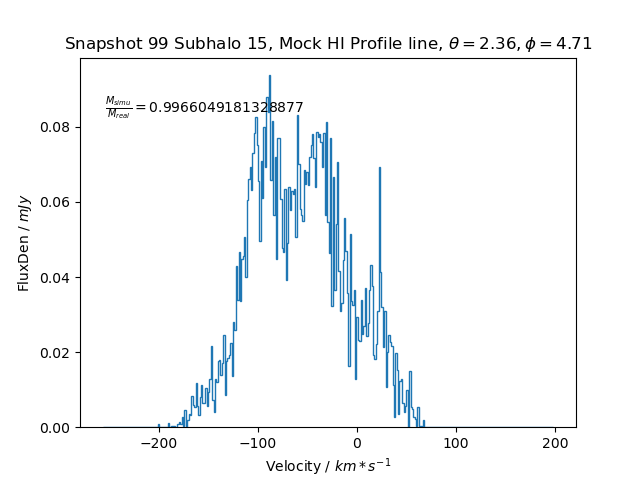 Snapshot 99 Subhalo 15, Mock HI Profile line, θ = 2.36, ϕ = 4.71
M_simu/M_real = 0.9966049181328877
FluxDen / mJy
0.08
0.06
0.04
0.02
0.00
−200 −100 0 100 200
Velocity / km * s⁻¹